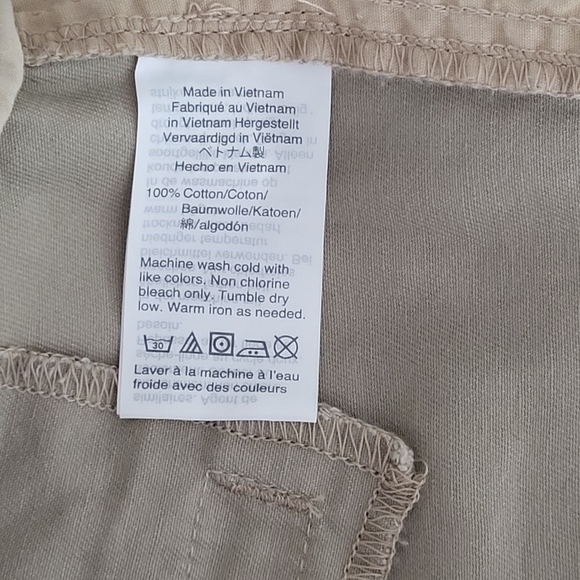 Made in Vietnam
Fabriqué au Vietnam
in Vietnam Hergestellt
Vervaardigd in Viëtnam
ベトナム製
Hecho en Vietnam
100% Cotton/Coton/
Baumwolle/Katoen/
綿/algodón
Machine wash cold with
like colors. Non chlorine
bleach only. Tumble dry
low. Warm iron as needed.
30
Laver à la machine à l'eau
froide avec des couleurs